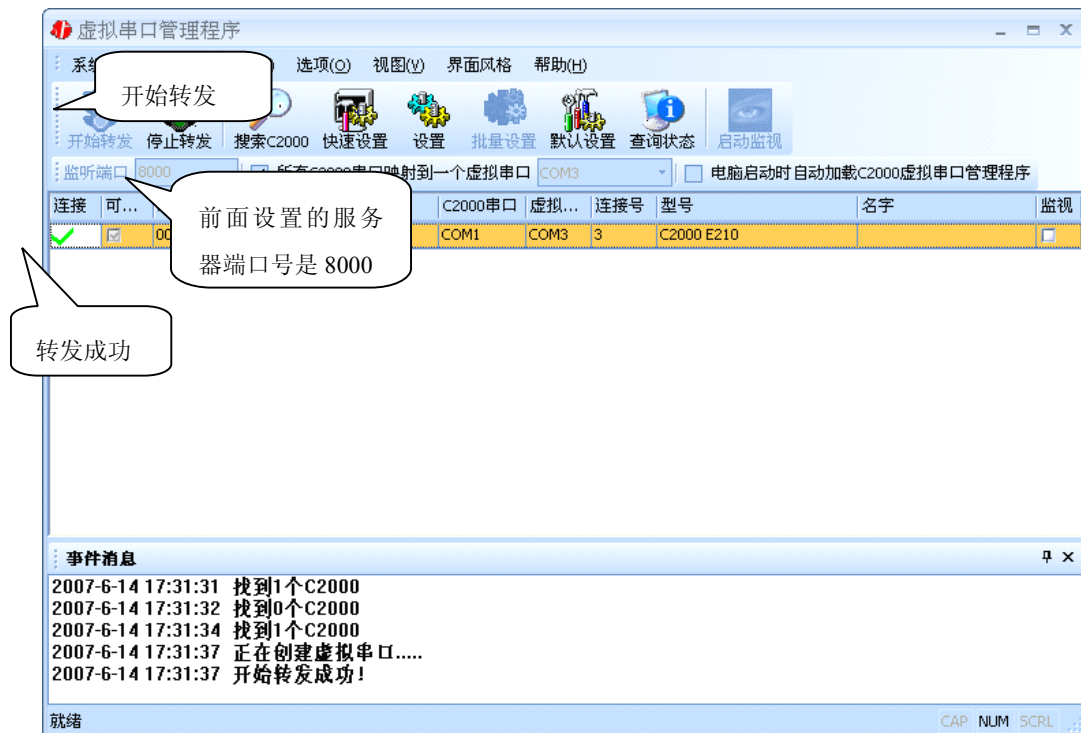 虚拟串口管理程序
系 选项(O) 视图(V) 界面风格 帮助(H)
开始转发
开始转发 停止转发 搜索C2000 快速设置 设置 批量设置 默认设置 查询状态 启动监视
监听端口 8000 所有C2000串口映射到一个虚拟串口 COM3 电脑启动时自动加载C2000虚拟串口管理程序
连接 可... C2000串口 虚拟... 连接号 型号 名字 监视
00 COM1 COM3 3 C2000 E210
前面设置的服务
器端口号是 8000
转发成功
事件消息
2007-6-14 17:31:31 找到1个C2000
2007-6-14 17:31:32 找到0个C2000
2007-6-14 17:31:34 找到1个C2000
2007-6-14 17:31:37 正在创建虚拟串口.....
2007-6-14 17:31:37 开始转发成功!
就绪 CAP NUM SCRL